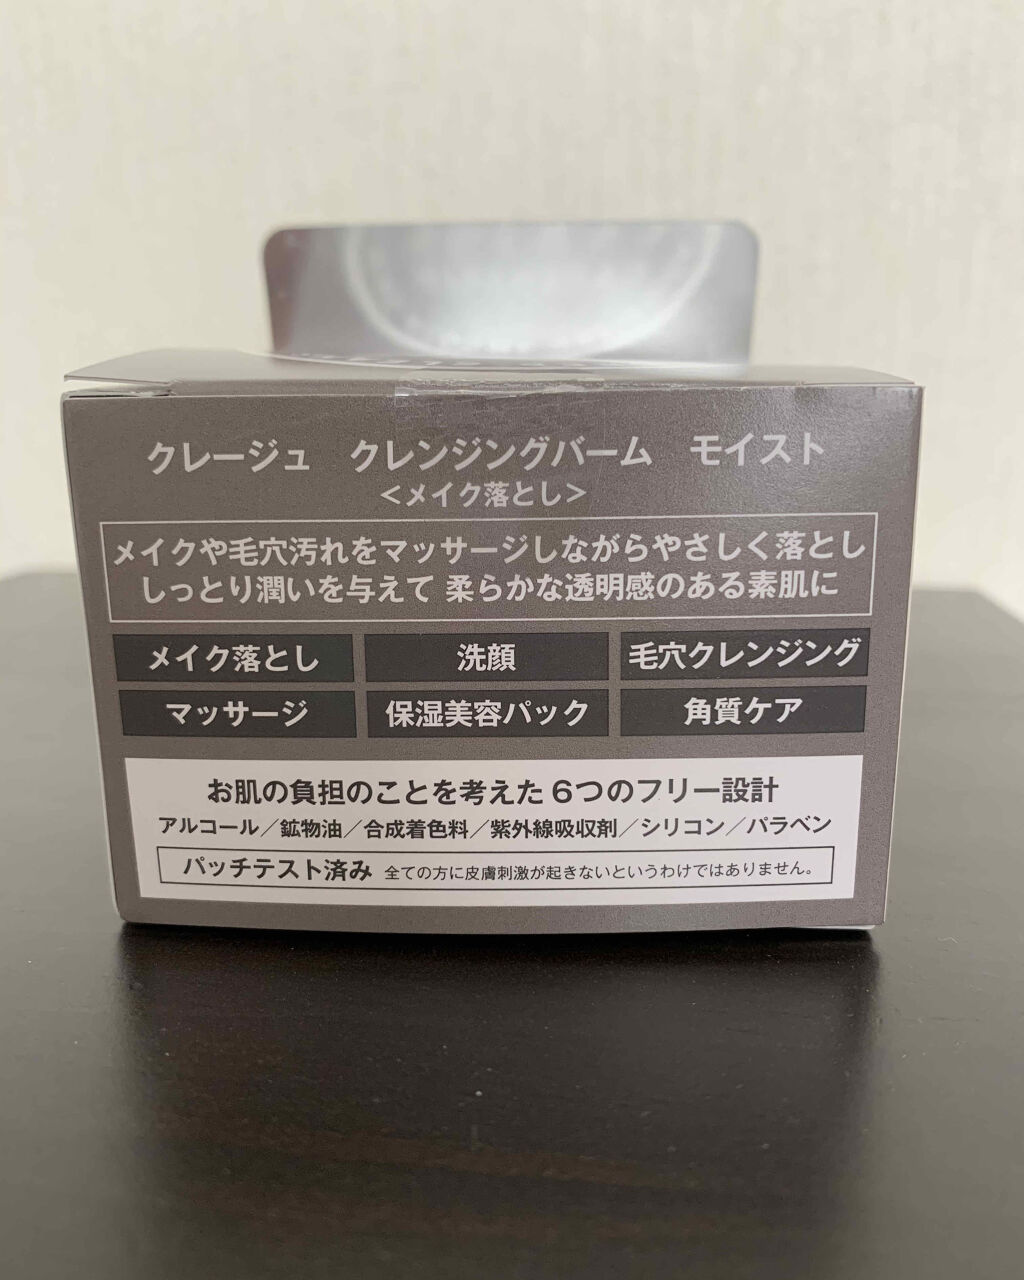 クレージュ クレンジングバーム モイスト
＜メイク落とし＞
メイクや毛穴汚れをマッサージしながらやさしく落とし
しっとり潤いを与えて 柔らかな透明感のある素肌に
メイク落とし 洗顔 毛穴クレンジング
マッサージ 保湿美容パック 角質ケア
お肌の負担のことを考えた6つのフリー設計
アルコール／鉱物油／合成着色料／紫外線吸収剤／シリコン／パラベン
パッチテスト済み 全ての方に皮膚刺激が起きないというわけではありません。